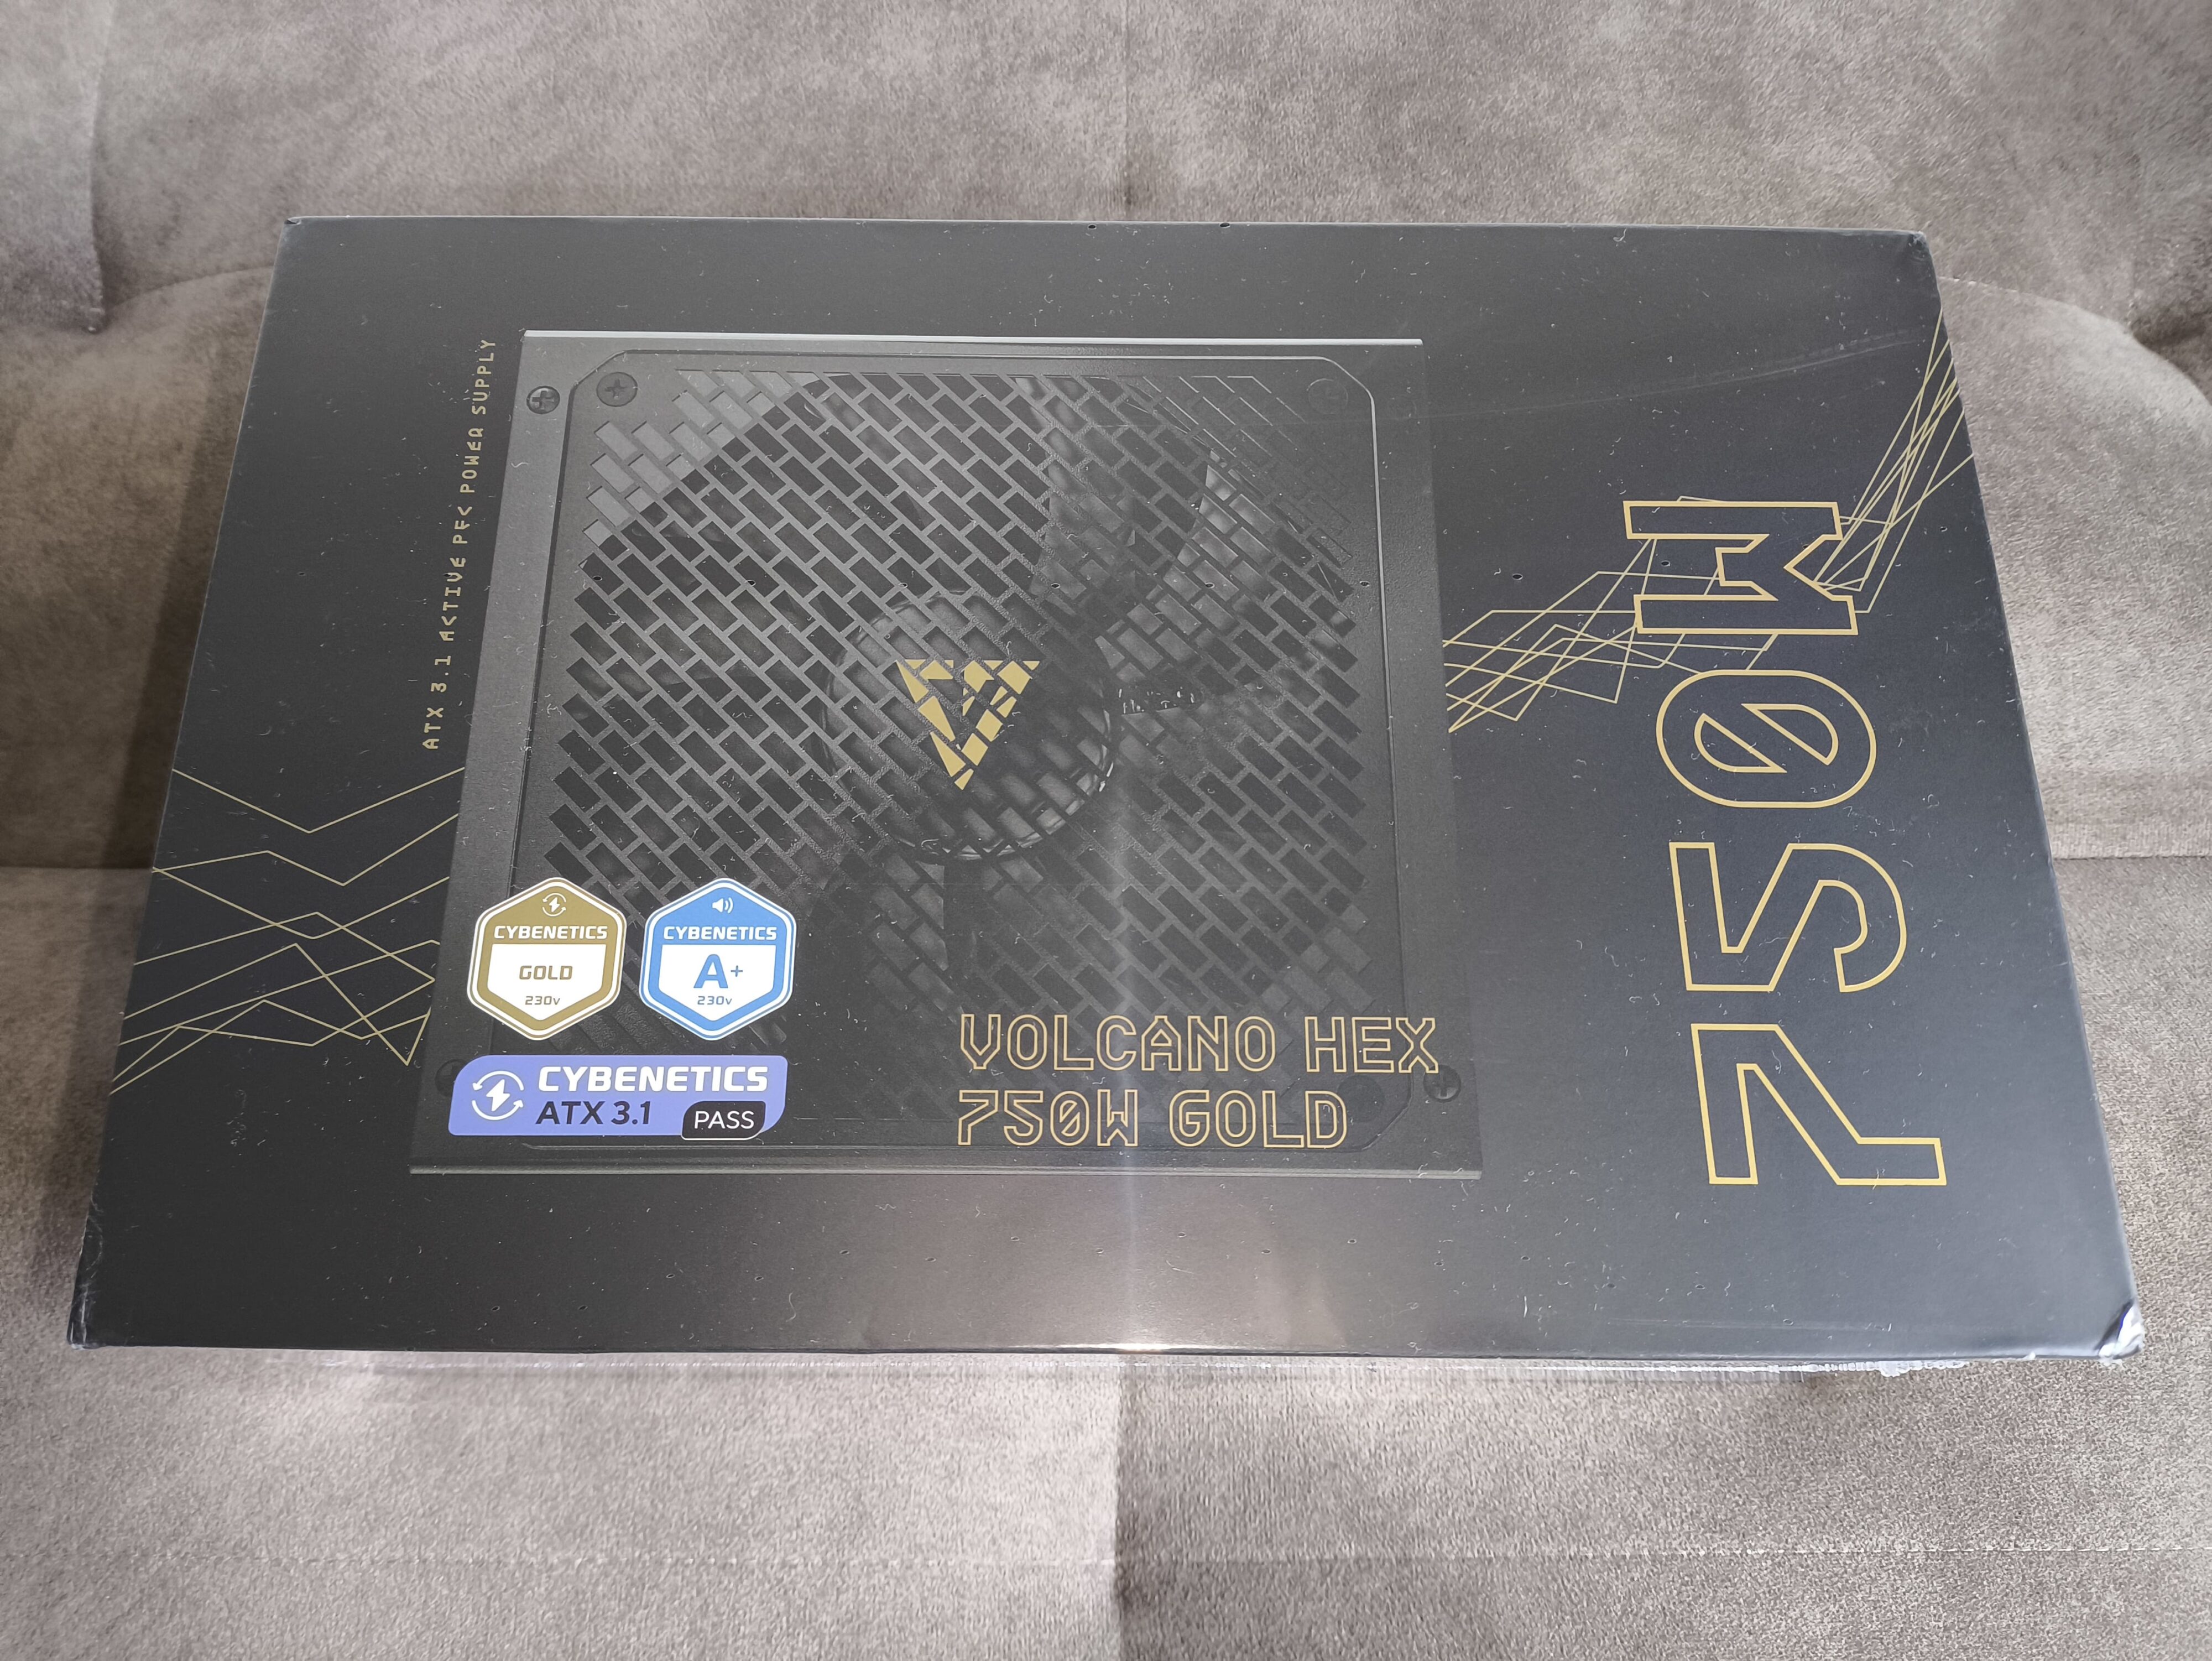 ATX 3.1 ACTIVE PFC POWER SUPPLY
750W
CYBENETICS
GOLD
230v
CYBENETICS
A+
230v
CYBENETICS
ATX 3.1
PASS
VOLCANO HEX
750W GOLD